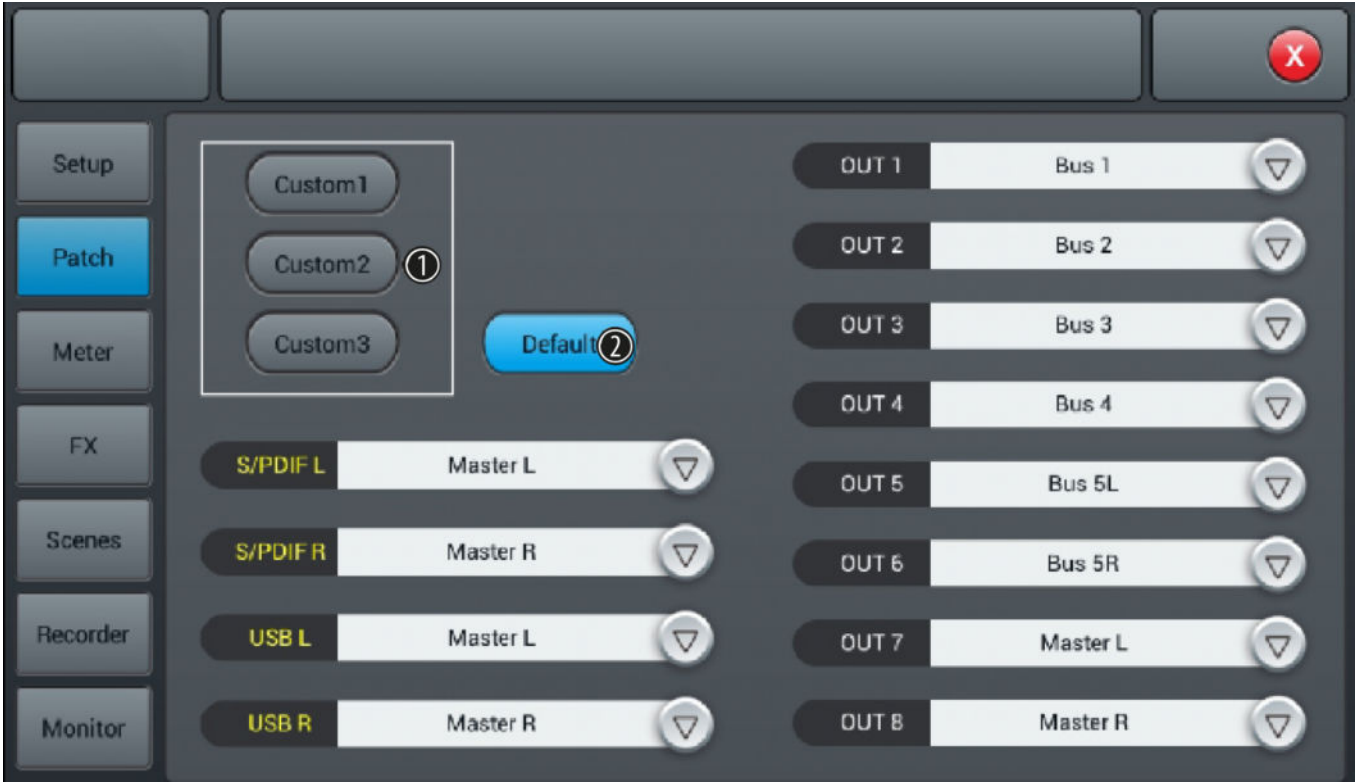 X
Setup
Patch
Meter
FX
Scenes
Recorder
Monitor
Custom1
Custom2 ①
Custom3
Default ②
S/PDIF L Master L
S/PDIF R Master R
USB L Master L
USB R Master R
OUT 1 Bus 1
OUT 2 Bus 2
OUT 3 Bus 3
OUT 4 Bus 4
OUT 5 Bus 5L
OUT 6 Bus 5R
OUT 7 Master L
OUT 8 Master R